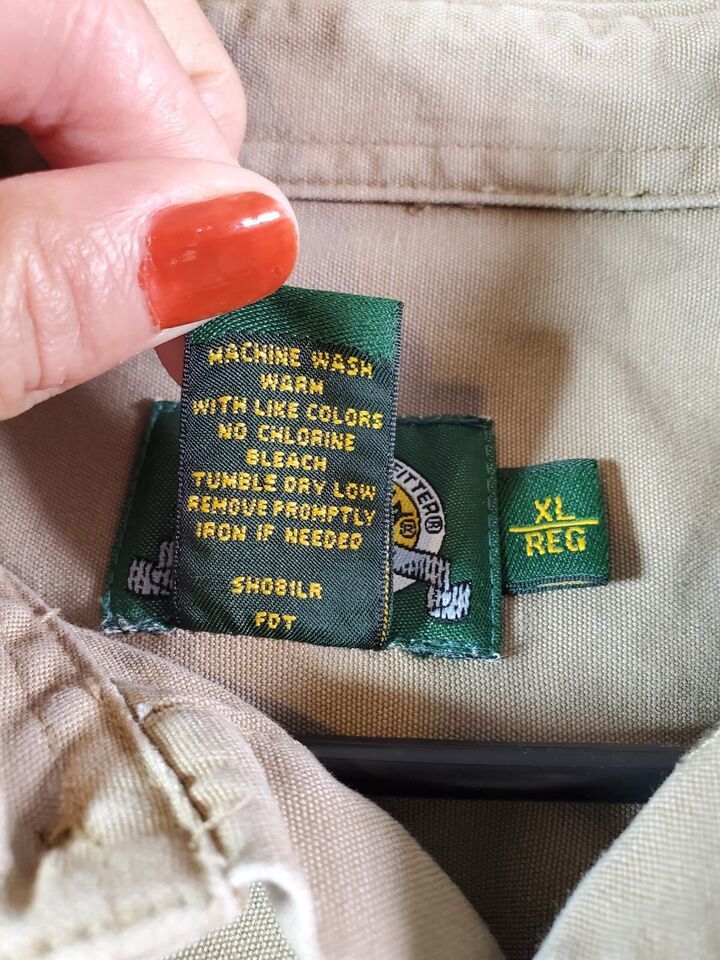 MACHINE WASH
WARM
WITH LIKE COLORS
NO CHLORINE
BLEACH
TUMBLE DRY LOW
REMOVE PROMPTLY
IRON IF NEEDED
SH081LR
FDT
FITTER®
®
XL
REG